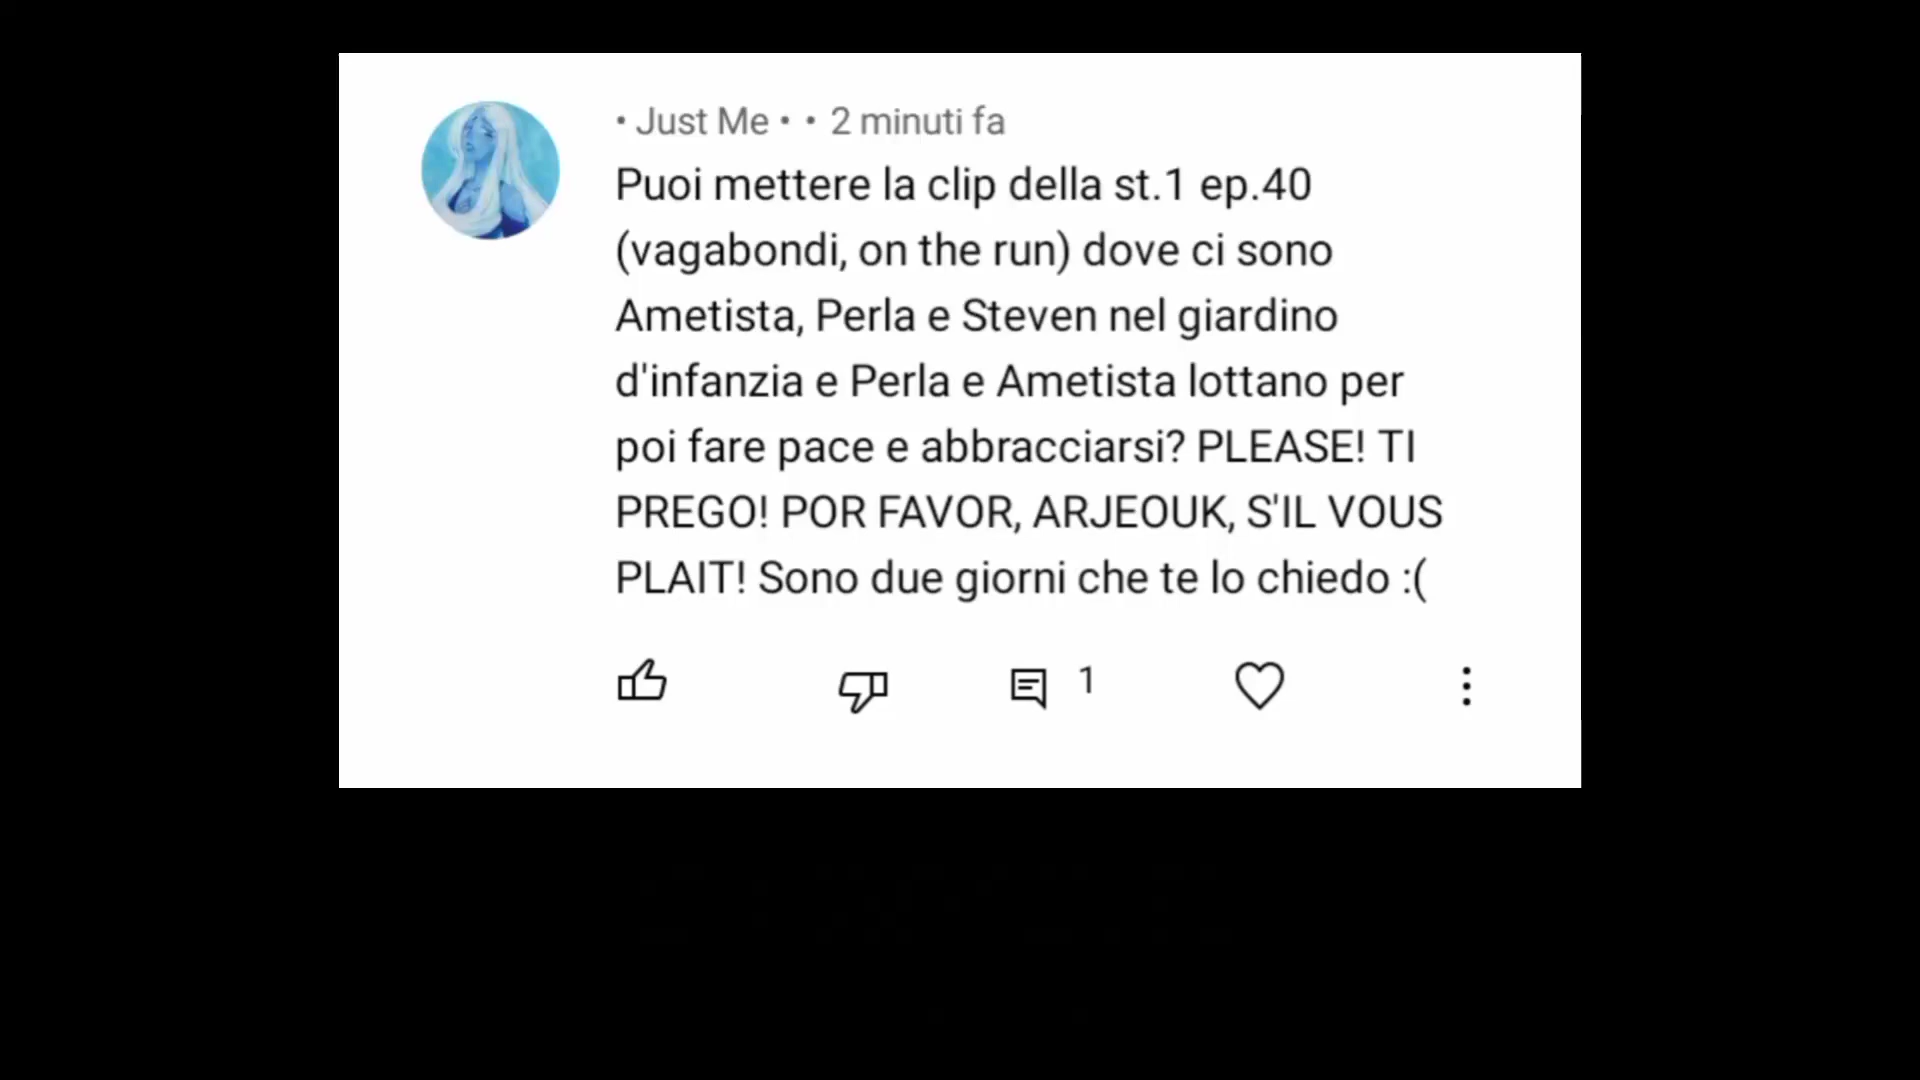 • Just Me • • 2 minuti fa
Puoi mettere la clip della st.1 ep.40
(vagabondi, on the run) dove ci sono
Ametista, Perla e Steven nel giardino
d'infanzia e Perla e Ametista lottano per
poi fare pace e abbracciarsi? PLEASE! TI
PREGO! POR FAVOR, ARJEOUK, S'IL VOUS
PLAIT! Sono due giorni che te lo chiedo :(
1